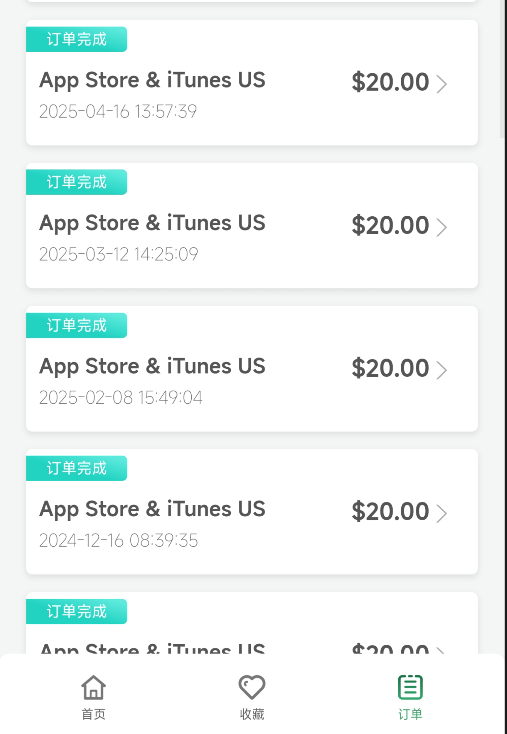 订单完成
App Store & iTunes US
$20.00
2025-04-16 13:57:39
订单完成
App Store & iTunes US
$20.00
2025-03-12 14:25:09
订单完成
App Store & iTunes US
$20.00
2025-02-08 15:49:04
订单完成
App Store & iTunes US
$20.00
2024-12-16 08:39:35
订单完成
App Store & iTunes US
$20.00
首页
收藏
订单